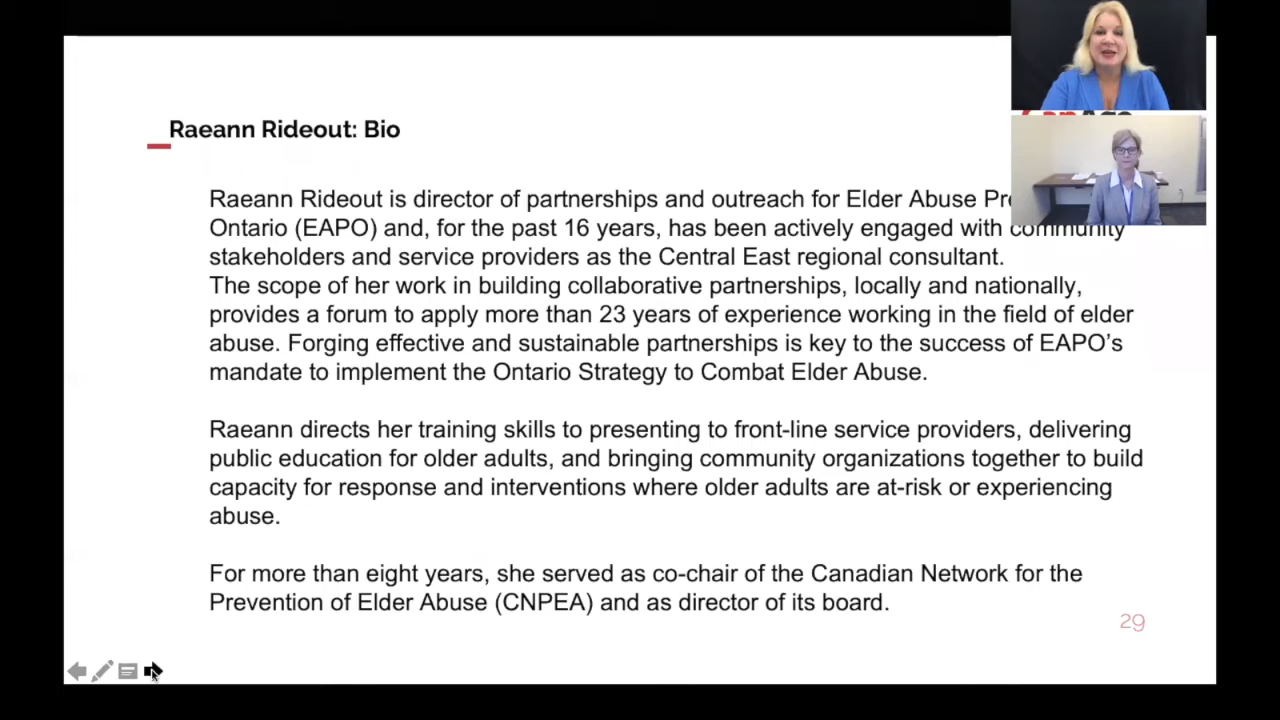 Raeann Rideout: Bio
Raeann Rideout is director of partnerships and outreach for Elder Abuse
Ontario (EAPO) and, for the past 16 years, has been actively engaged with community
stakeholders and service providers as the Central East regional consultant.
The scope of her work in building collaborative partnerships, locally and nationally,
provides a forum to apply more than 23 years of experience working in the field of elder
abuse. Forging effective and sustainable partnerships is key to the success of EAPO’s
mandate to implement the Ontario Strategy to Combat Elder Abuse.
Raeann directs her training skills to presenting to front-line service providers, delivering
public education for older adults, and bringing community organizations together to build
capacity for response and interventions where older adults are at-risk or experiencing
abuse.
For more than eight years, she served as co-chair of the Canadian Network for the
Prevention of Elder Abuse (CNPEA) and as director of its board.
29